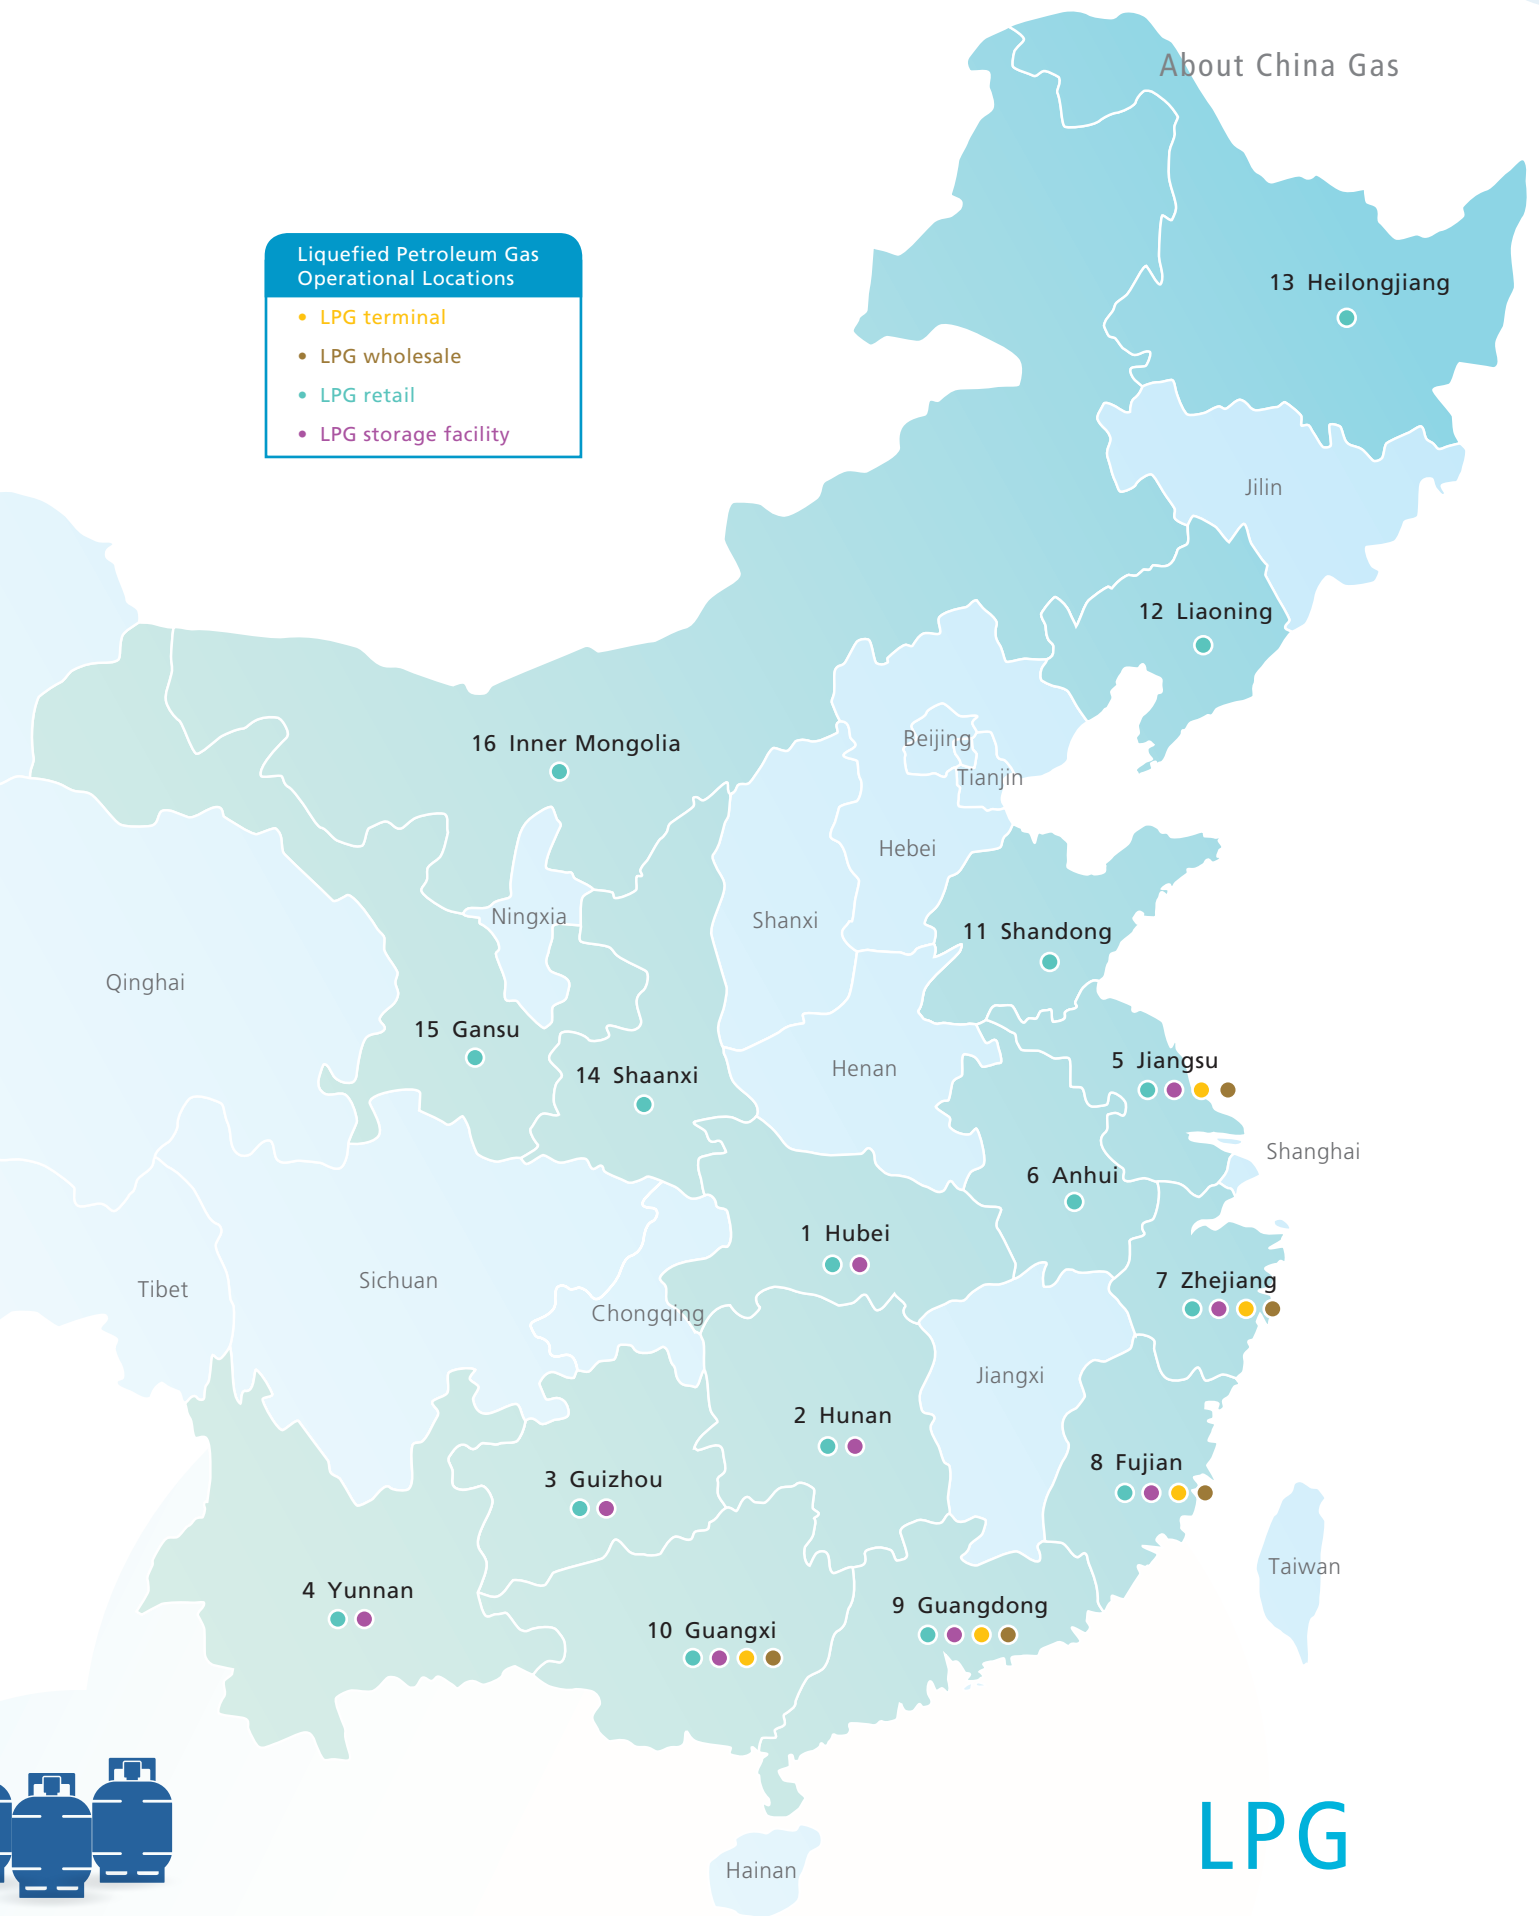 About China Gas
Liquefied Petroleum Gas
Operational Locations
• LPG terminal
• LPG wholesale
• LPG retail
• LPG storage facility
13 Heilongjiang
Jilin
12 Liaoning
16 Inner Mongolia
Beijing
Tianjin
Hebei
Ningxia
Shanxi
11 Shandong
Qinghai
15 Gansu
14 Shaanxi
Henan
5 Jiangsu
Shanghai
6 Anhui
1 Hubei
Tibet
Sichuan
Chongqing
7 Zhejiang
Jiangxi
2 Hunan
3 Guizhou
8 Fujian
Taiwan
4 Yunnan
10 Guangxi
9 Guangdong
Hainan
LPG